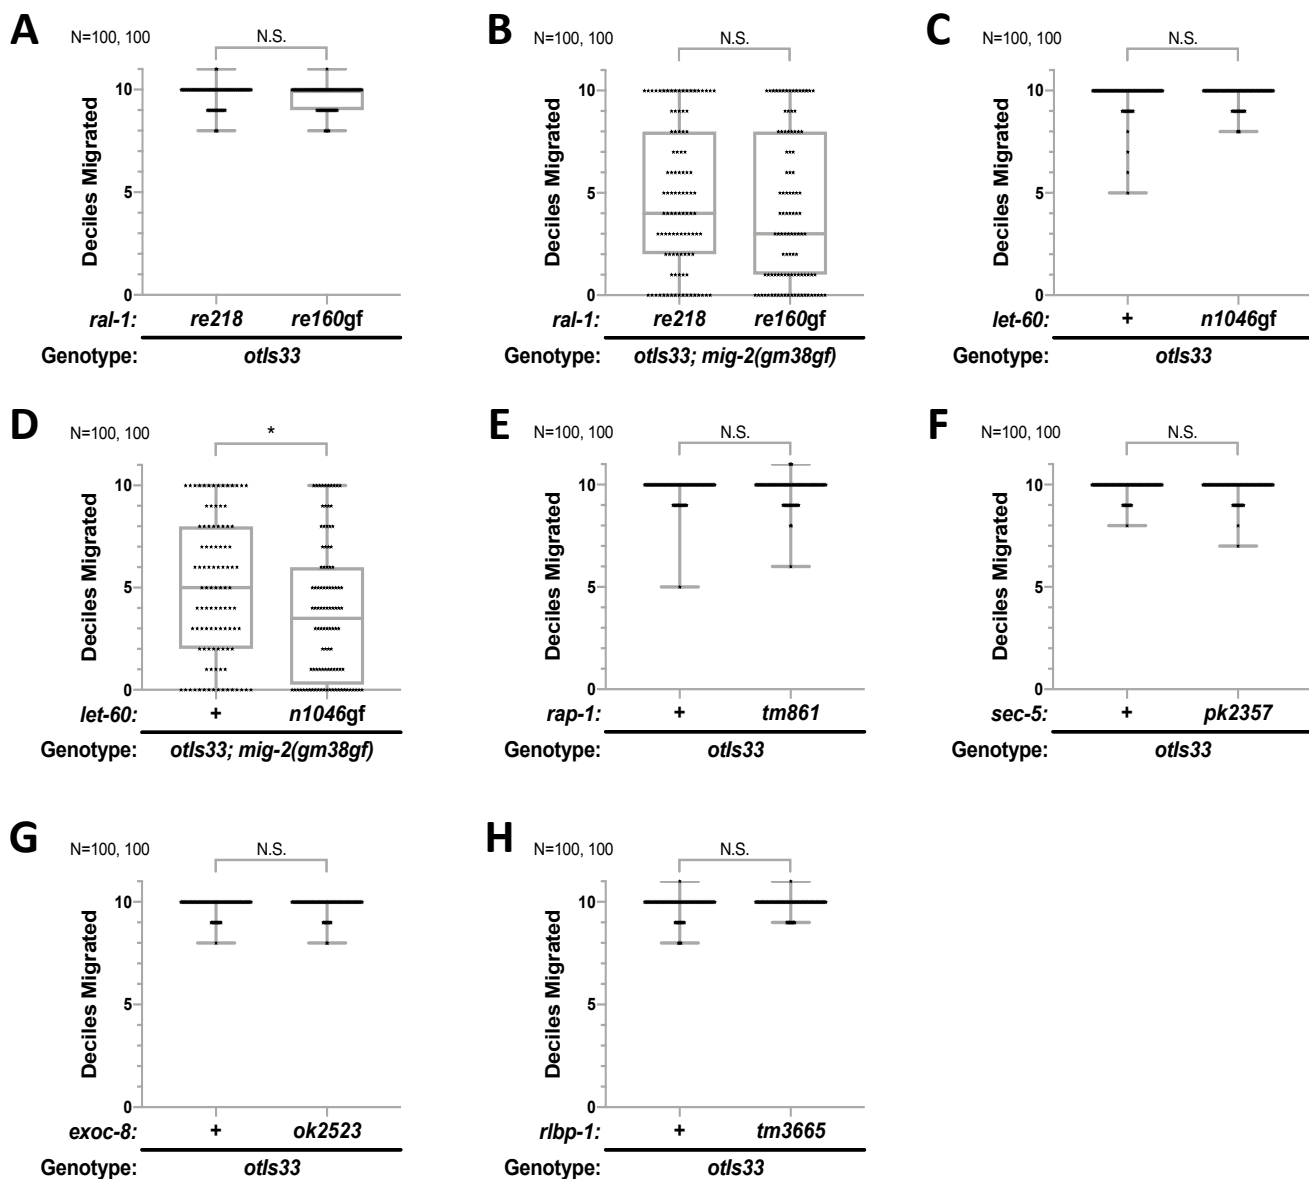 A
N=100, 100
N.S.
Deciles Migrated
10
5
0
ral-1: re218 re160gf
Genotype: otIs33
B
N=100, 100
N.S.
Deciles Migrated
10
5
0
ral-1: re218 re160gf
Genotype: otIs33; mig-2(gm38gf)
C
N=100, 100
N.S.
Deciles Migrated
10
5
0
let-60: + n1046gf
Genotype: otIs33
D
N=100, 100
*
Deciles Migrated
10
5
0
let-60: + n1046gf
Genotype: otIs33; mig-2(gm38gf)
E
N=100, 100
N.S.
Deciles Migrated
10
5
0
rap-1: + tm861
Genotype: otIs33
F
N=100, 100
N.S.
Deciles Migrated
10
5
0
sec-5: + pk2357
Genotype: otIs33
G
N=100, 100
N.S.
Deciles Migrated
10
5
0
exoc-8: + ok2523
Genotype: otIs33
H
N=100, 100
N.S.
Deciles Migrated
10
5
0
rlbp-1: + tm3665
Genotype: otIs33